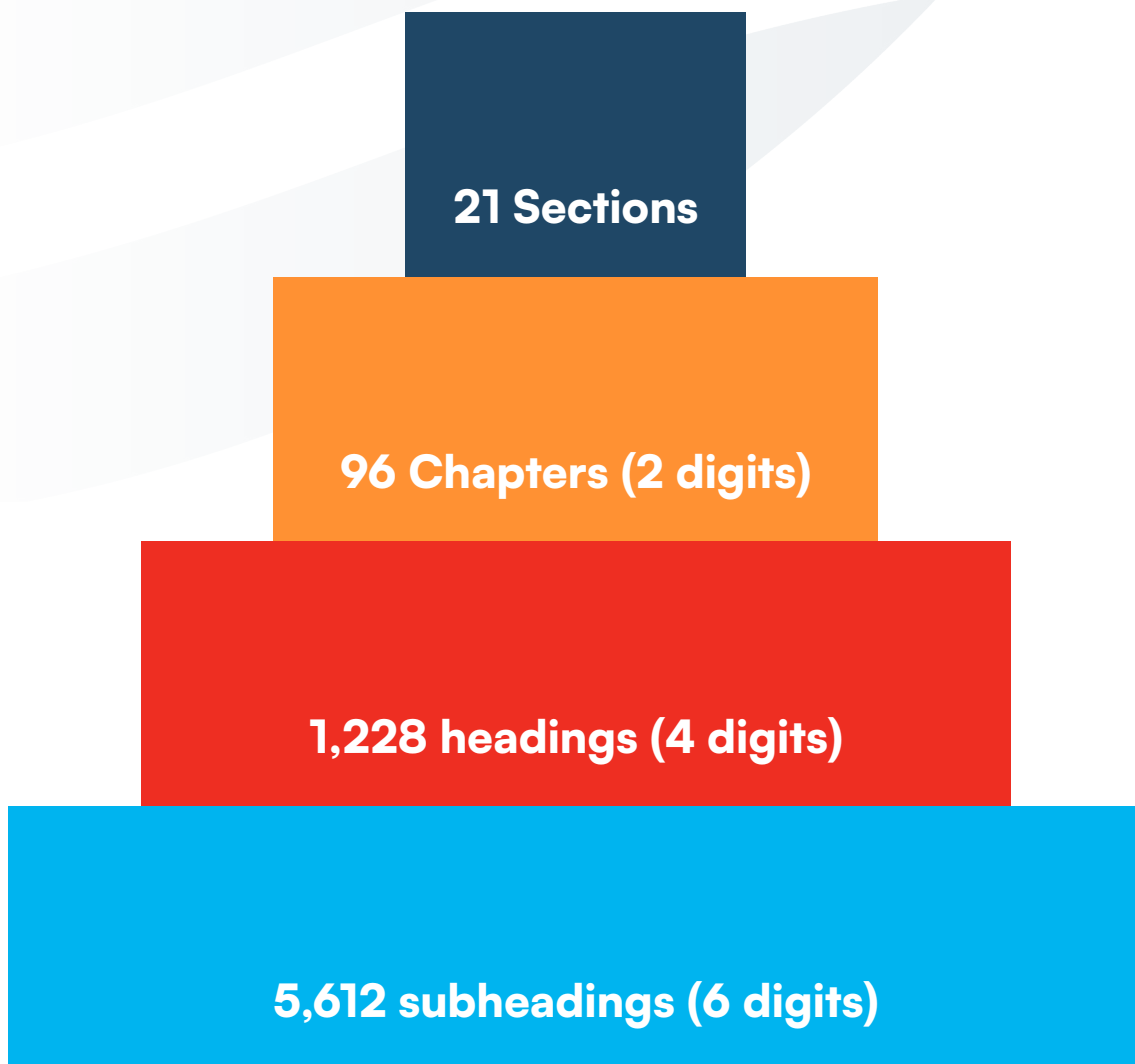 21 Sections
96 Chapters (2 digits)
1,228 headings (4 digits)
5,612 subheadings (6 digits)